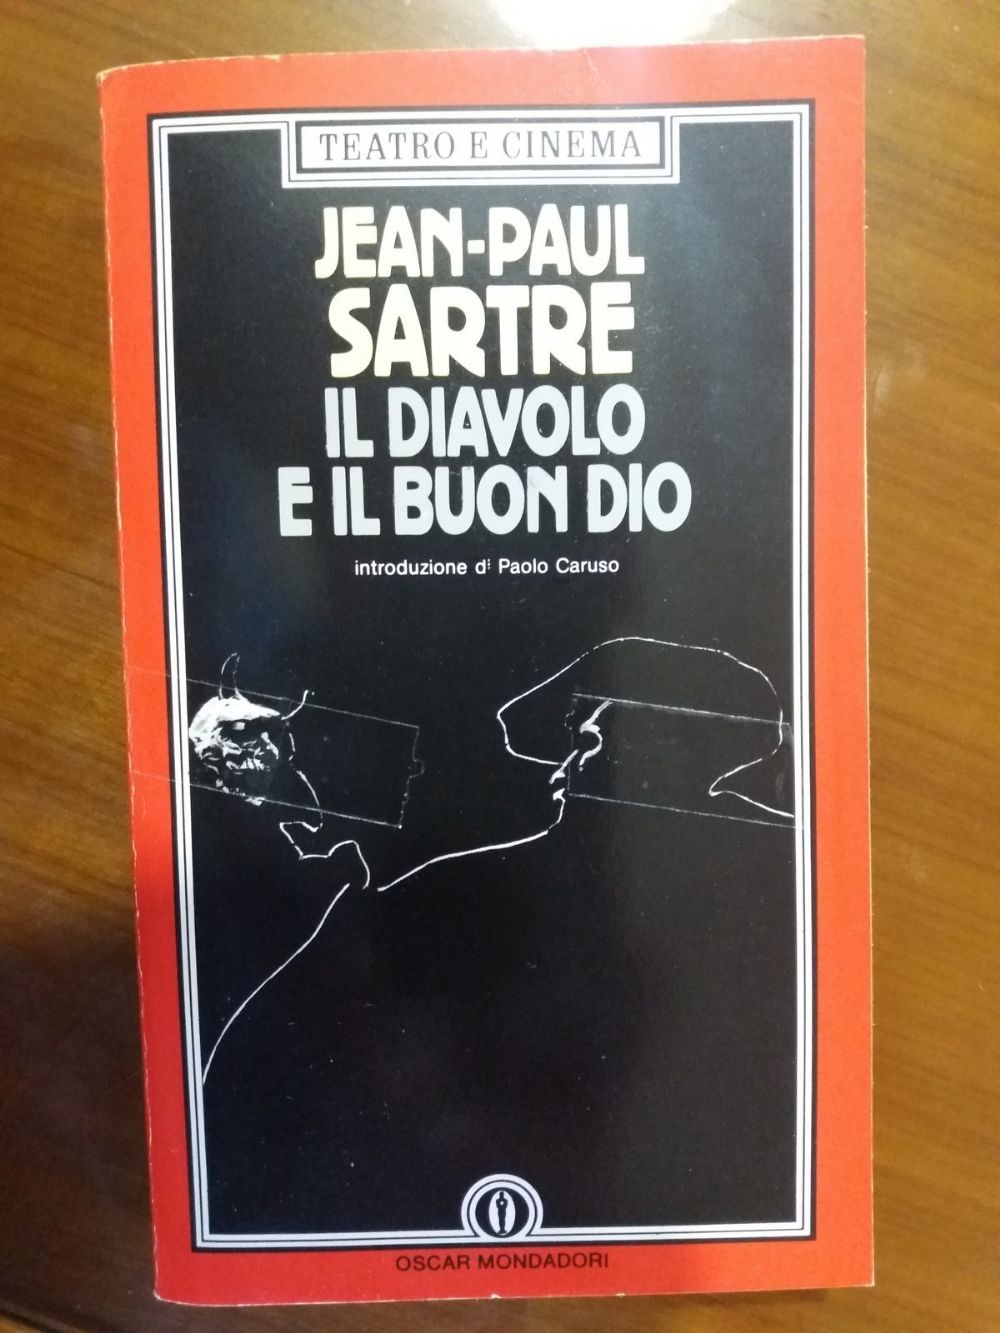 TEATRO E CINEMA
JEAN-PAUL
SARTRE
IL DIAVOLO
E IL BUON DIO
introduzione di Paolo Caruso
OSCAR MONDADORI